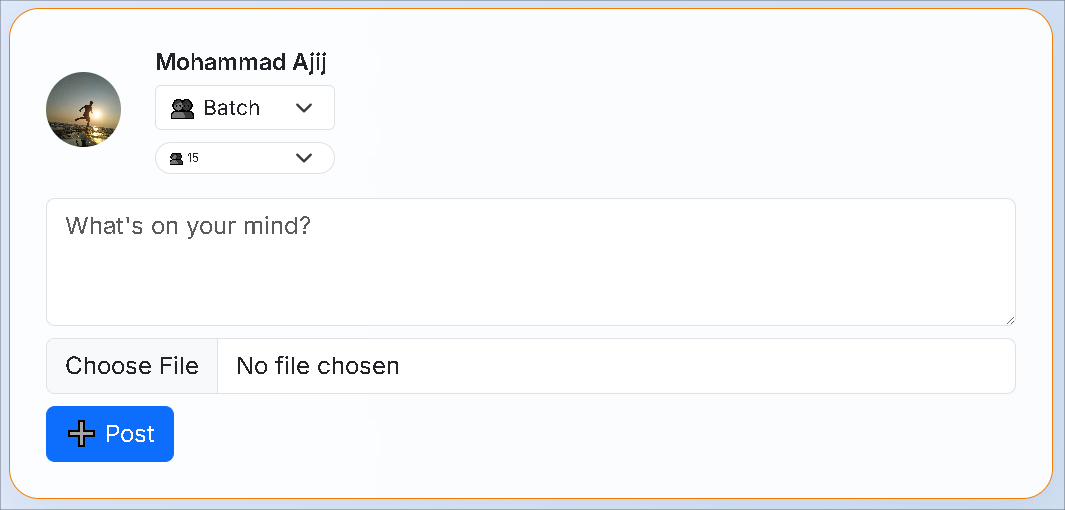 Mohammad Ajij
Batch
15
What's on your mind?
Choose File No file chosen
Post